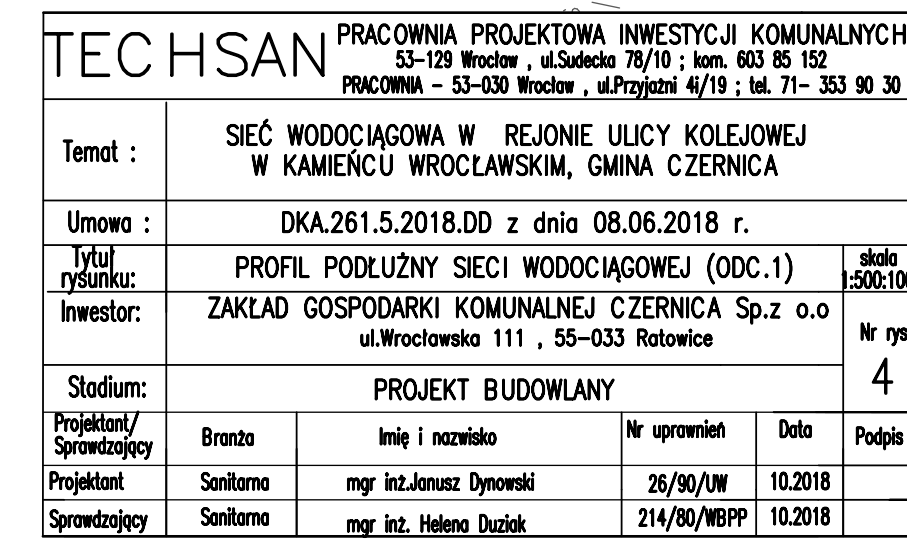 TECHSAN
PRACOWNIA PROJEKTOWA INWESTYCJI KOMUNALNYCH
53-129 Wrocław , ul.Sudecka 78/10 ; kom. 603 85 152
PRACOWNIA - 53-030 Wrocław , ul.Przyjaźni 4i/19 ; tel. 71- 353 90 30
Temat :
SIEĆ WODOCIĄGOWA W REJONIE ULICY KOLEJOWEJ
W KAMIEŃCU WROCŁAWSKIM, GMINA CZERNICA
Umowa :
DKA.261.5.2018.DD z dnia 08.06.2018 r.
Tytuł
rysunku:
PROFIL PODŁUŻNY SIECI WODOCIĄGOWEJ (ODC.1)
skala
1:500:100
Inwestor:
ZAKŁAD GOSPODARKI KOMUNALNEJ CZERNICA Sp.z o.o
ul.Wrocławska 111 , 55-033 Ratowice
Nr rys
4
Stadium:
PROJEKT BUDOWLANY
Projektant/
Sprawdzający
Branża
Imię i nazwisko
Nr uprawnień
Data
Podpis
Projektant
Sanitarna
mgr inż.Janusz Dynowski
26/90/UW
10.2018
Sprawdzający
Sanitarna
mgr inż. Helena Duziak
214/80/WBPP
10.2018